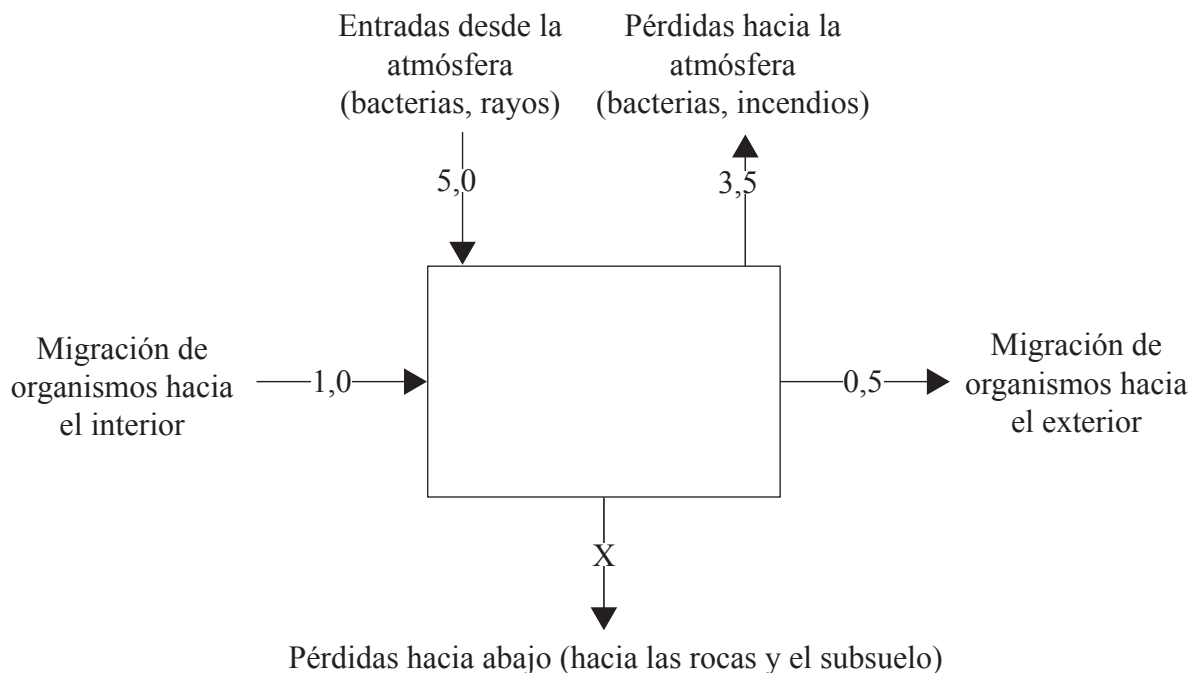 Entradas desde la
atmósfera
(bacterias, rayos)
Pérdidas hacia la
atmósfera
(bacterias, incendios)
5,0
3,5
Migración de
organismos hacia
el interior
1,0
0,5
Migración de
organismos hacia
el exterior
X
Pérdidas hacia abajo (hacia las rocas y el subsuelo)